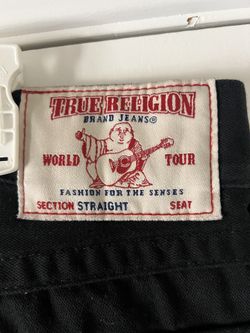 TRUE RELIGION
BRAND JEANS®
WORLD TOUR
FASHION FOR THE SENSES
SECTION STRAIGHT SEAT